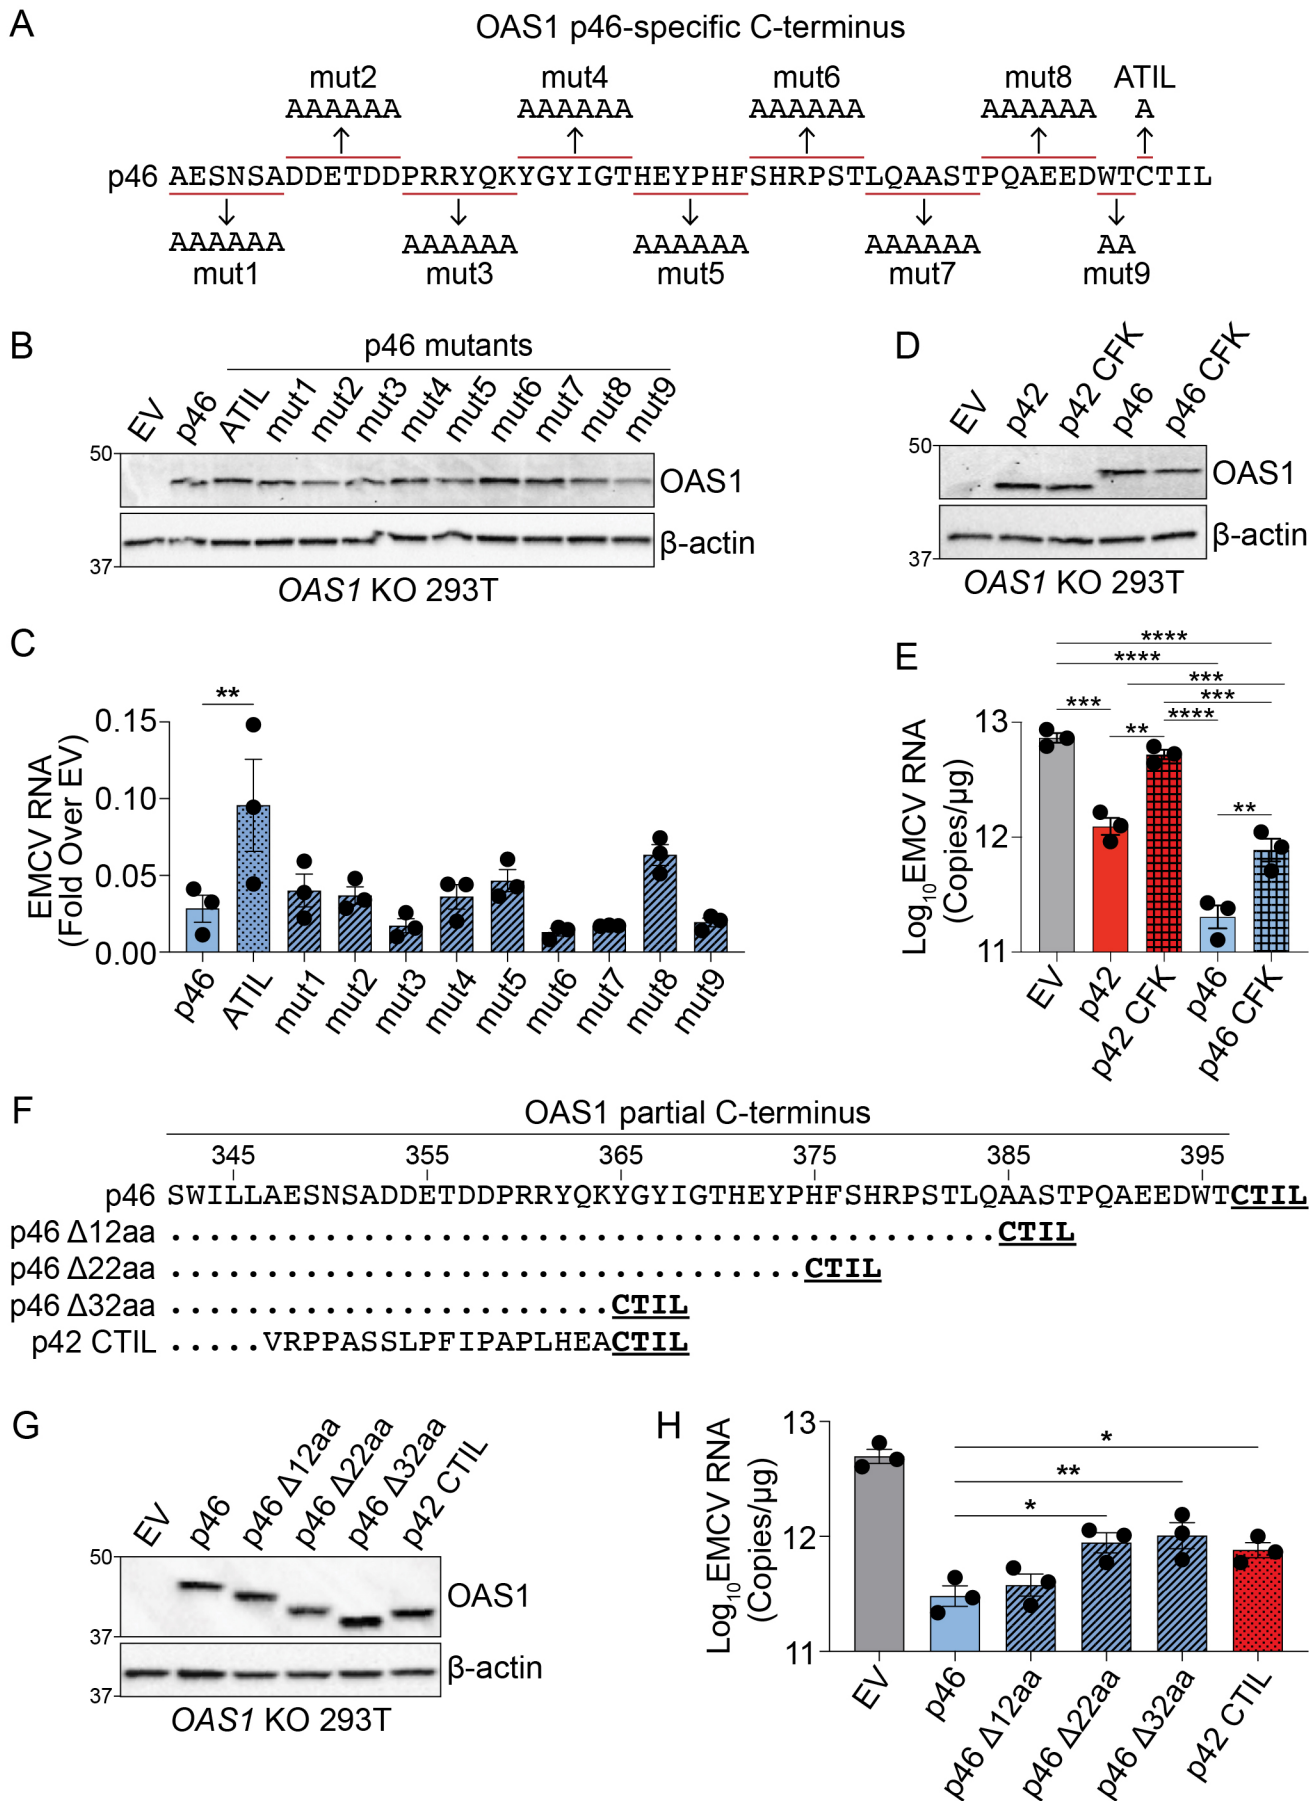 A
OAS1 p46-specific C-terminus
mut2 mut4 mut6 mut8 ATIL
AAAAAA AAAAAA AAAAAA AAAAAA A
p46 AESNSADDETDDPRRYQKYGYIGTHEYPHFSHRPSTLQAASTPQAEEDWTCTIL
AAAAAA AAAAAA AAAAAA AAAAAA AA
mut1 mut3 mut5 mut7 mut9
B
p46 mutants
EV p46 ATIL mut1 mut2 mut3 mut4 mut5 mut6 mut7 mut8 mut9
50
OAS1
β-actin
37
OAS1 KO 293T
D
EV p42 p42 CFK p46 p46 CFK
50
OAS1
β-actin
37
OAS1 KO 293T
C
EMCV RNA
(Fold Over EV)
0.15
0.10
0.05
0.00
**
p46 ATIL mut1 mut2 mut3 mut4 mut5 mut6 mut7 mut8 mut9
E
Log10EMCV RNA
(Copies/µg)
13
12
11
****
****
***
***
***
****
**
**
EV p42 p42 CFK p46 p46 CFK
F
OAS1 partial C-terminus
345 355 365 375 385 395
p46 SWILLAESNSADDETDDPRRYQKYGYIGTHEYPHFSHRPSTLQAASTPQAEEDWTCTIL
p46 Δ12aa ..........................................CTIL
p46 Δ22aa ................................CTIL
p46 Δ32aa ......................CTIL
p42 CTIL .....VRPPASSLPFIPAPLHEACTIL
G
EV p46 p46 Δ12aa p46 Δ22aa p46 Δ32aa p42 CTIL
50
OAS1
37
β-actin
37
OAS1 KO 293T
H
Log10EMCV RNA
(Copies/µg)
13
12
11
*
**
*
EV p46 p46 Δ12aa p46 Δ22aa p46 Δ32aa p42 CTIL